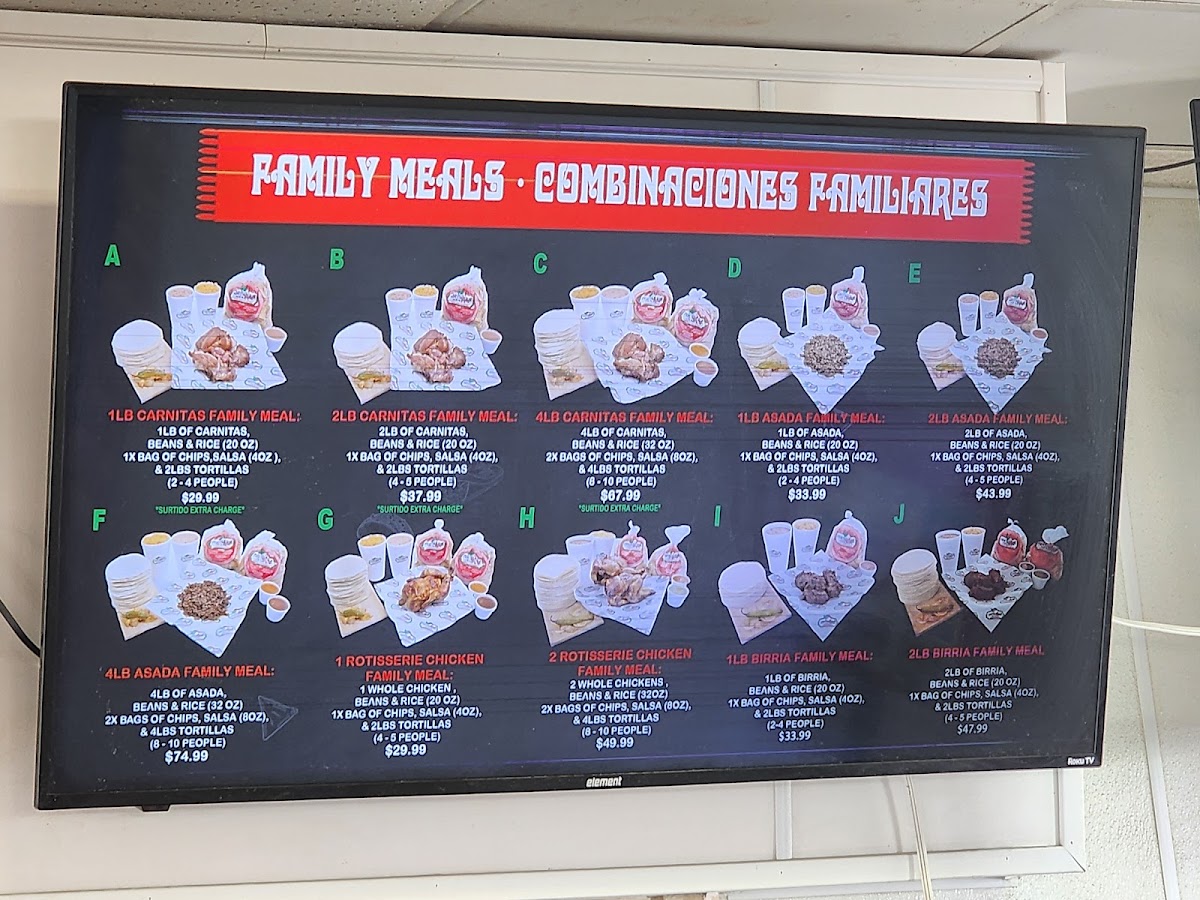 FAMILY MEALS · COMBINACIONES FAMILIARES
A
1LB CARNITAS FAMILY MEAL:
1LB OF CARNITAS,
BEANS & RICE (20 OZ)
1X BAG OF CHIPS,SALSA (4OZ ),
& 2LBS TORTILLAS
(2 - 4 PEOPLE)
$29.99
*SURTIDO EXTRA CHARGE*
B
2LB CARNITAS FAMILY MEAL:
2LB OF CARNITAS,
BEANS & RICE (20 OZ)
1X BAG OF CHIPS, SALSA (4OZ),
& 2LBS TORTILLAS
(4 - 5 PEOPLE)
$37.99
*SURTIDO EXTRA CHARGE*
C
4LB CARNITAS FAMILY MEAL:
4LB OF CARNITAS,
BEANS & RICE (32 OZ)
2X BAGS OF CHIPS, SALSA (8OZ),
& 4LBS TORTILLAS
(8 - 10 PEOPLE)
$67.99
*SURTIDO EXTRA CHARGE*
D
1LB ASADA FAMILY MEAL:
1LB OF ASADA,
BEANS & RICE (20 OZ)
1X BAG OF CHIPS, SALSA (4OZ),
& 2LBS TORTILLAS
(2 - 4 PEOPLE)
$33.99
E
2LB ASADA FAMILY MEAL:
2LB OF ASADA,
BEANS & RICE (20 OZ)
1X BAG OF CHIPS, SALSA (4OZ),
& 2LBS TORTILLAS
(4 - 5 PEOPLE)
$43.99
F
4LB ASADA FAMILY MEAL:
4LB OF ASADA,
BEANS & RICE (32 OZ)
2X BAGS OF CHIPS, SALSA (8OZ),
& 4LBS TORTILLAS
(8 - 10 PEOPLE)
$74.99
G
1 ROTISSERIE CHICKEN
FAMILY MEAL:
1 WHOLE CHICKEN ,
BEANS & RICE (20 OZ)
1X BAG OF CHIPS, SALSA (4OZ),
& 2LBS TORTILLAS
(4 - 5 PEOPLE)
$29.99
H
2 ROTISSERIE CHICKEN
FAMILY MEAL:
2 WHOLE CHICKENS ,
BEANS & RICE (32OZ)
2X BAGS OF CHIPS, SALSA (8OZ),
& 4LBS TORTILLAS
(8 - 10 PEOPLE)
$49.99
I
1LB BIRRIA FAMILY MEAL:
1LB OF BIRRIA,
BEANS & RICE (20 OZ)
1X BAG OF CHIPS, SALSA (4OZ),
& 2LBS TORTILLAS
(2-4 PEOPLE)
$33.99
J
2LB BIRRIA FAMILY MEAL
2LB OF BIRRIA,
BEANS & RICE (20 OZ)
1X BAG OF CHIPS, SALSA (4OZ),
& 2LBS TORTILLAS
(4 - 5 PEOPLE)
$47.99
element
Roku TV